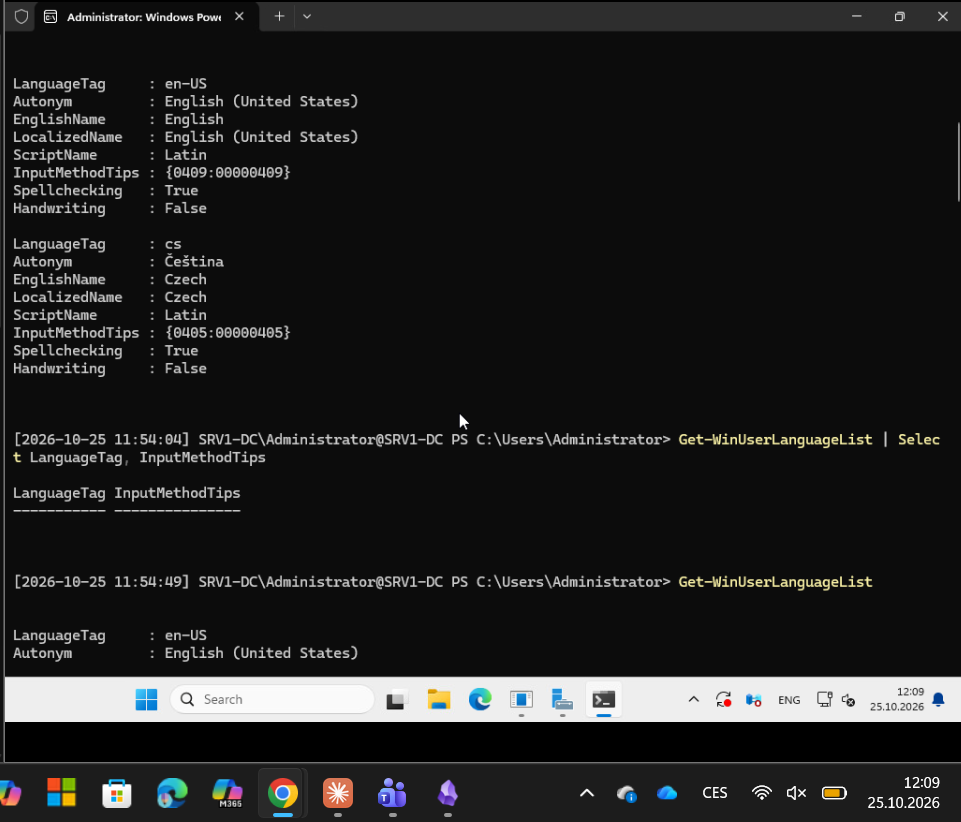 Administrator: Windows Powe
LanguageTag : en-US
Autonym : English (United States)
EnglishName : English
LocalizedName : English (United States)
ScriptName : Latin
InputMethodTips : {0409:00000409}
Spellchecking : True
Handwriting : False
LanguageTag : cs
Autonym : Čeština
EnglishName : Czech
LocalizedName : Czech
ScriptName : Latin
InputMethodTips : {0405:00000405}
Spellchecking : True
Handwriting : False
[2026-10-25 11:54:04] SRV1-DC\Administrator@SRV1-DC PS C:\Users\Administrator> Get-WinUserLanguageList | Selec
t LanguageTag, InputMethodTips
LanguageTag InputMethodTips
----------- ---------------
[2026-10-25 11:54:49] SRV1-DC\Administrator@SRV1-DC PS C:\Users\Administrator> Get-WinUserLanguageList
LanguageTag : en-US
Autonym : English (United States)
Search
ENG
12:09
25.10.2026
M365
CES
12:09
25.10.2026